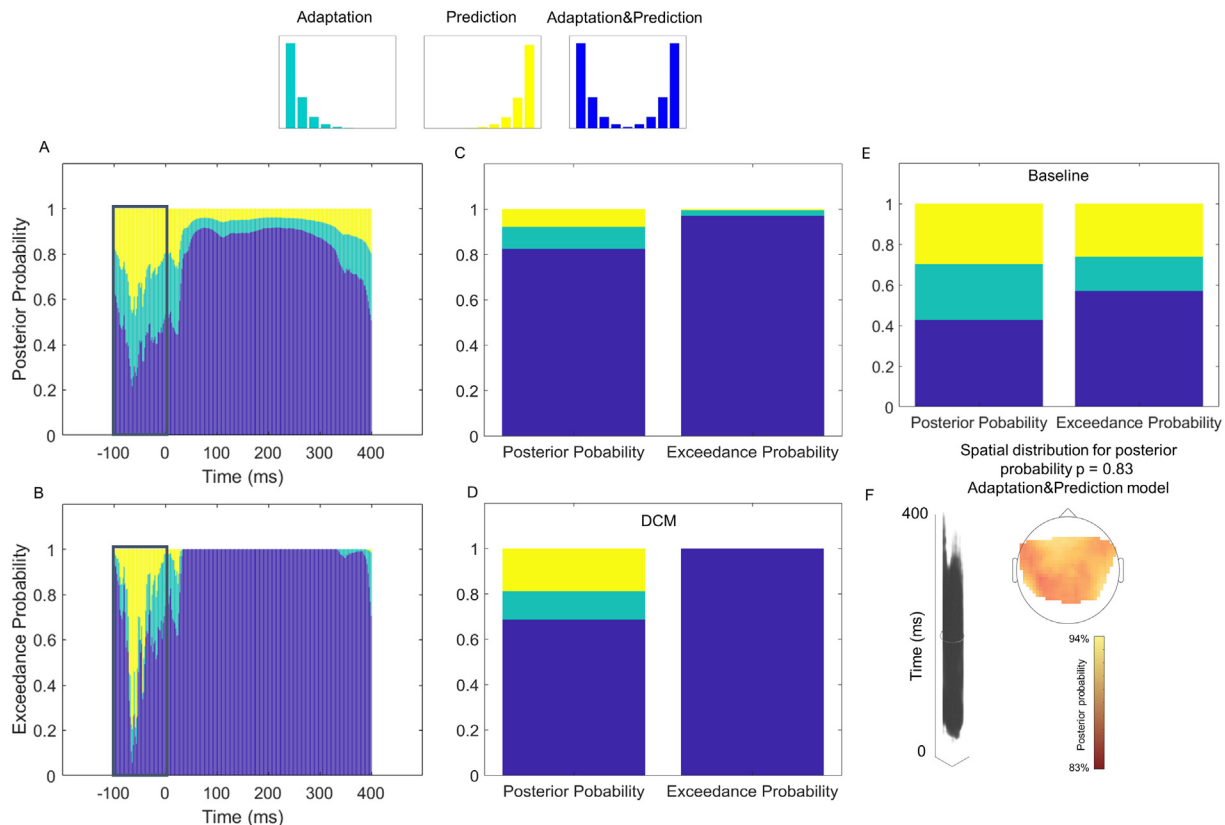 Adaptation
Prediction
Adaptation&Prediction
A
Posterior Probability
1
0.8
0.6
0.4
0.2
0
-100 0 100 200 300 400
Time (ms)
B
Exceedance Probability
1
0.8
0.6
0.4
0.2
0
-100 0 100 200 300 400
Time (ms)
C
1
0.8
0.6
0.4
0.2
0
Posterior Pobability
Exceedance Probability
D
DCM
1
0.8
0.6
0.4
0.2
0
Posterior Pobability
Exceedance Probability
E
Baseline
1
0.8
0.6
0.4
0.2
0
Posterior Pobability
Exceedance Probability
Spatial distribution for posterior
probability p = 0.83
Adaptation&Prediction model
F
400
Time (ms)
0
94%
Posterior probability
83%